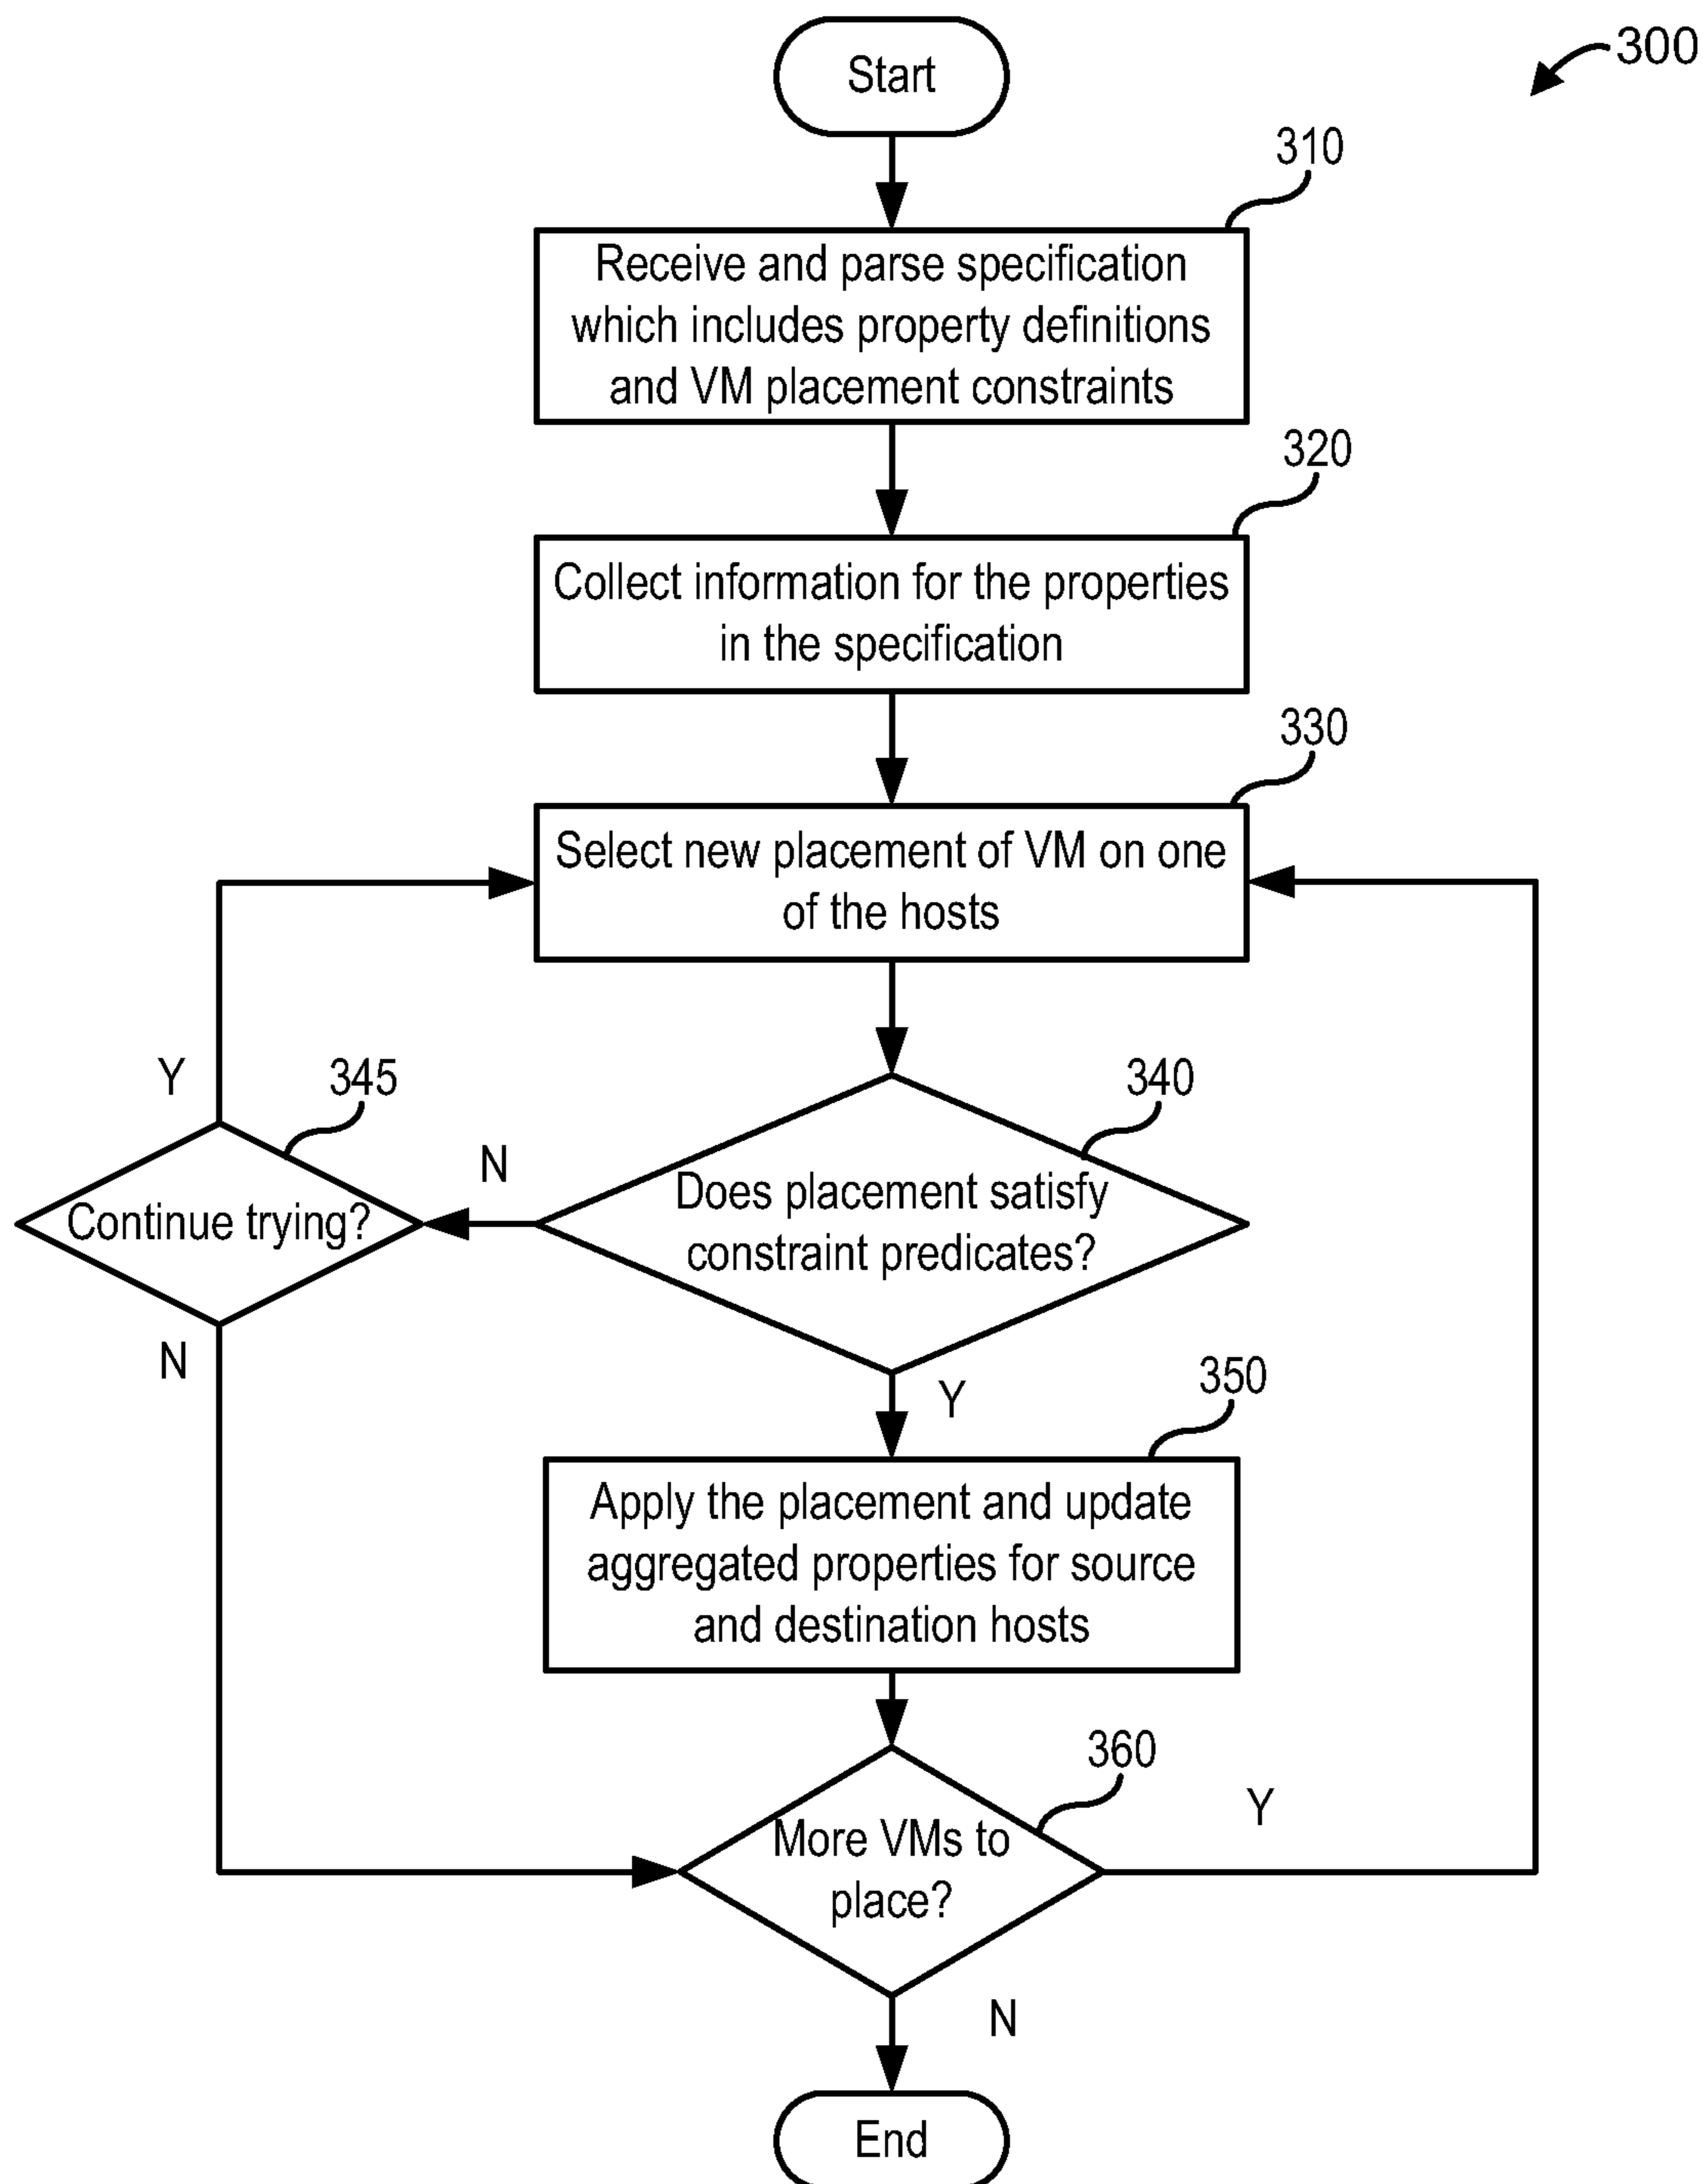 Start
300
310
Receive and parse specification
which includes property definitions
and VM placement constraints
320
Collect information for the properties
in the specification
330
Select new placement of VM on one
of the hosts
Y
345
340
N
Does placement satisfy
constraint predicates?
Continue trying?
N
Y
350
Apply the placement and update
aggregated properties for source
and destination hosts
360
Y
More VMs to
place?
N
End